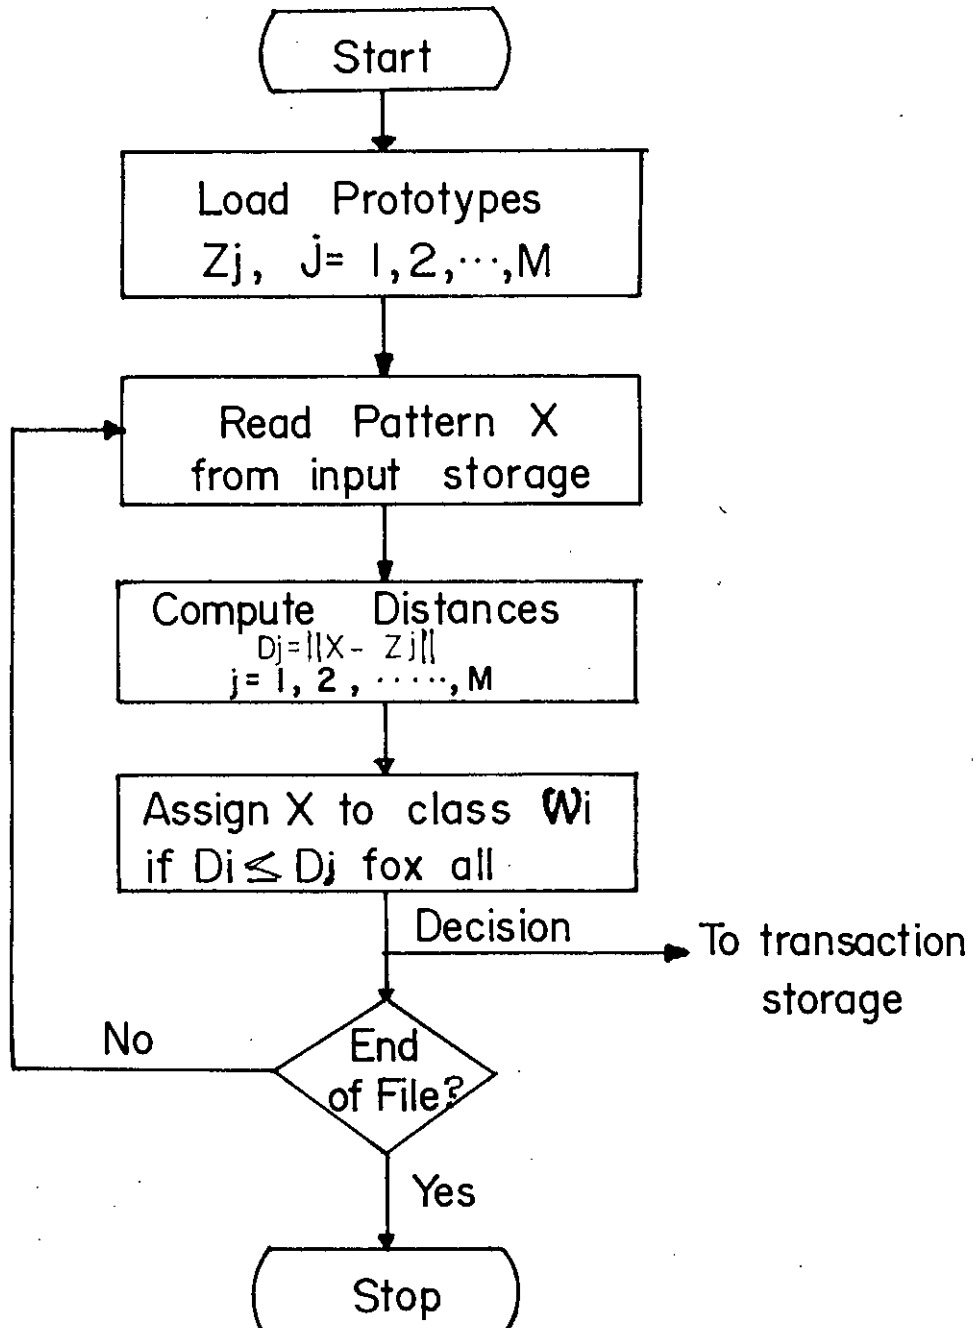 Start
Load Prototypes
Zj, j= 1,2,···,M
Read Pattern X
from input storage
Compute Distances
Dj=||X- Zj||
j= 1, 2, ·····, M
Assign X to class Wi
if Di ≤ Dj fox all
Decision
To transaction
storage
No
End
of File?
Yes
Stop